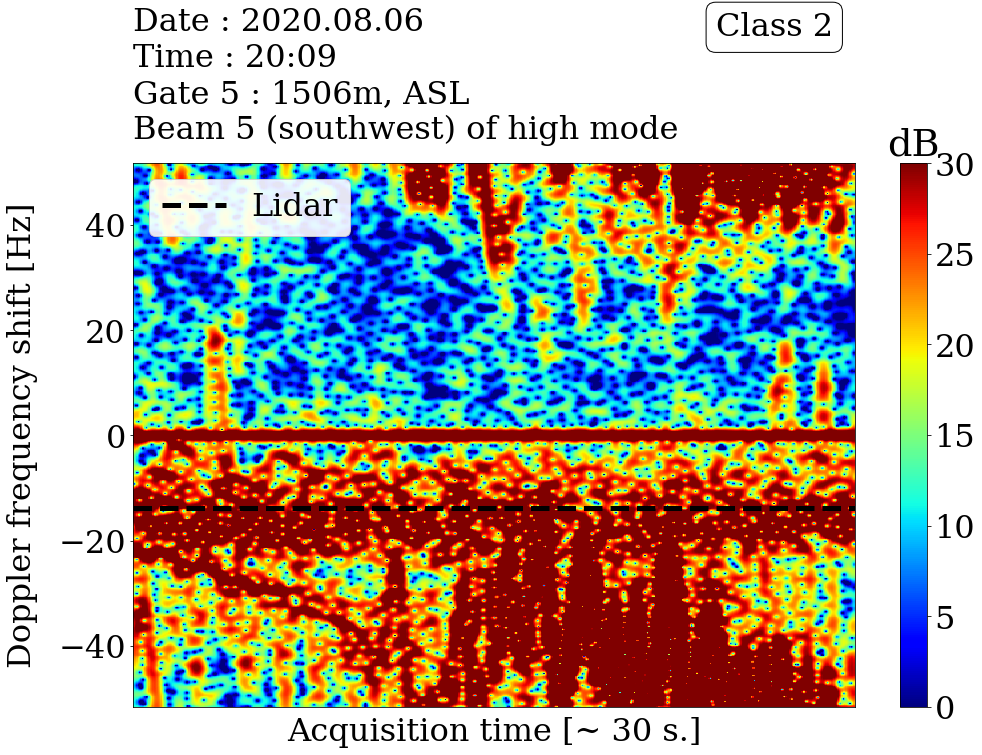 Date : 2020.08.06
Time : 20:09
Gate 5 : 1506m, ASL
Beam 5 (southwest) of high mode
Class 2
dB
Lidar
Doppler frequency shift [Hz]
40
20
0
−20
−40
30
25
20
15
10
5
0
Acquisition time [~ 30 s.]